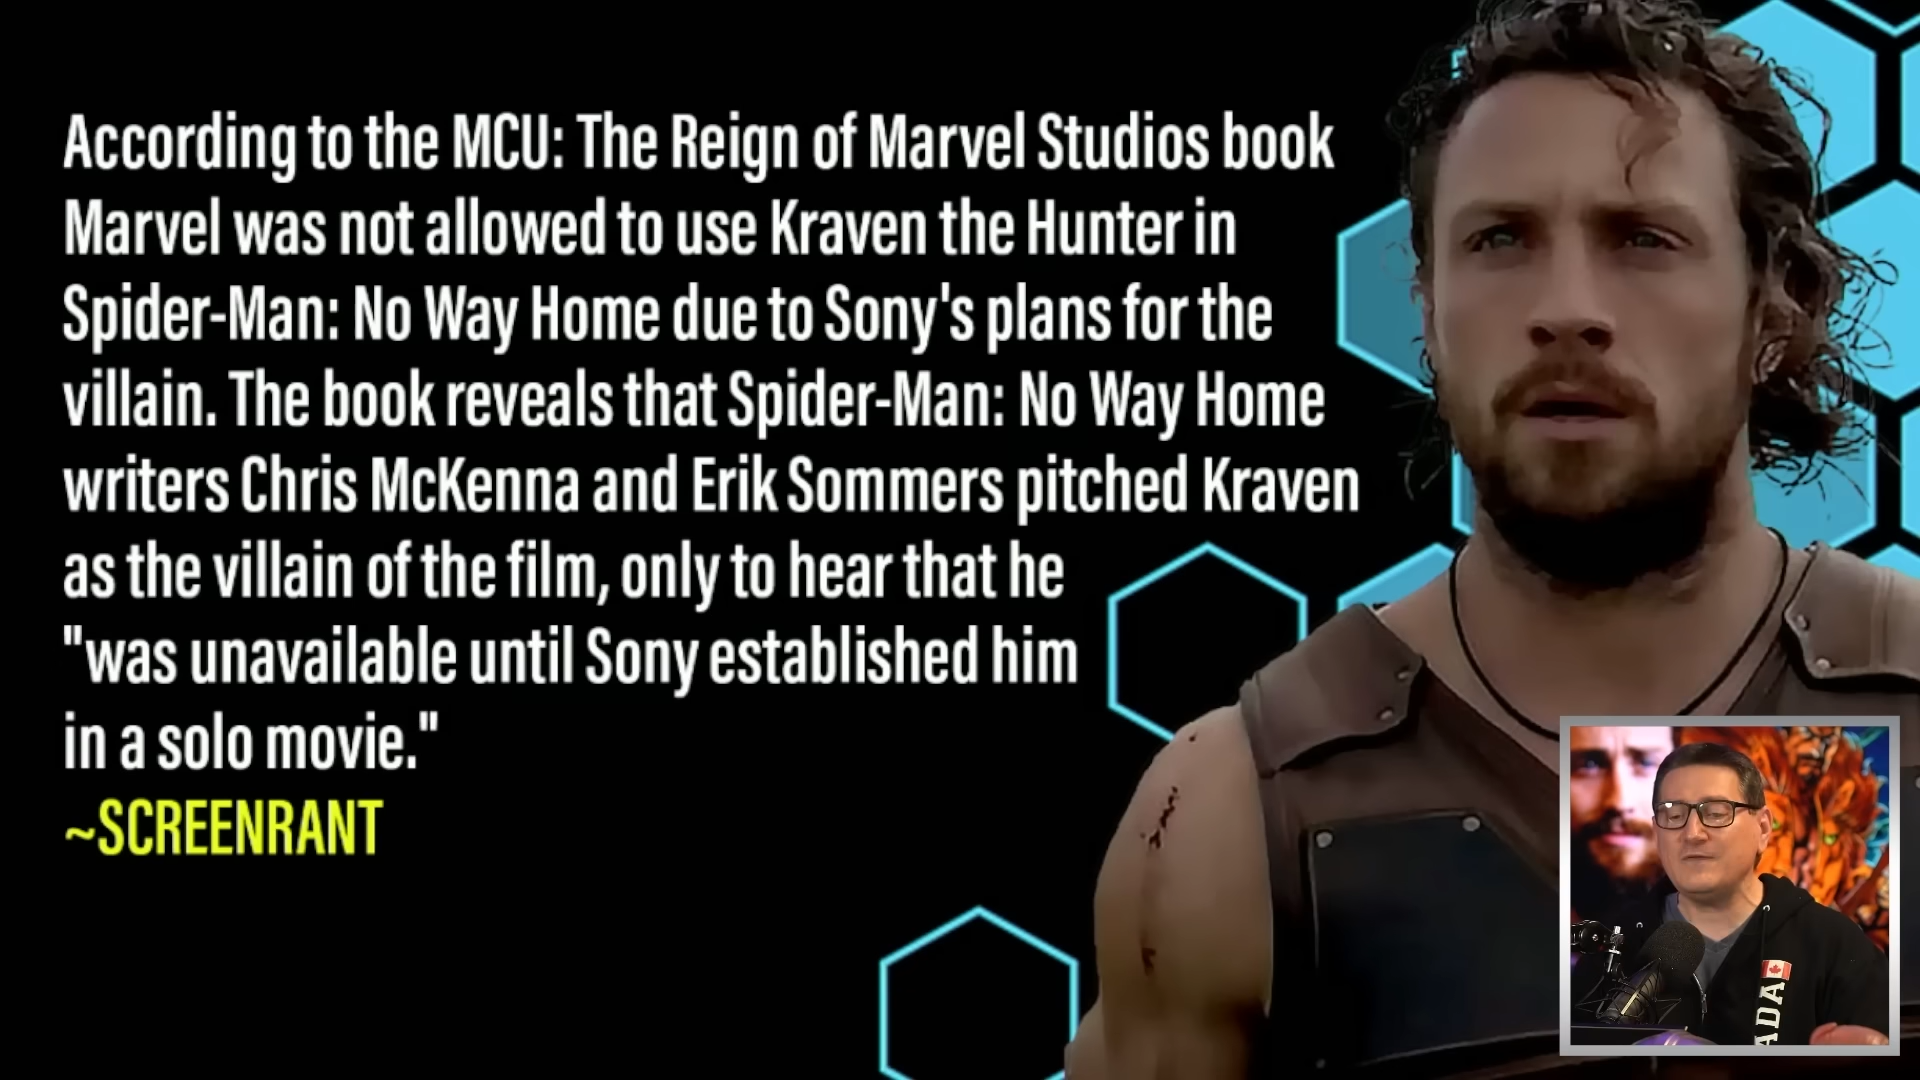 According to the MCU: The Reign of Marvel Studios book
Marvel was not allowed to use Kraven the Hunter in
Spider-Man: No Way Home due to Sony's plans for the
villain. The book reveals that Spider-Man: No Way Home
writers Chris McKenna and Erik Sommers pitched Kraven
as the villain of the film, only to hear that he
"was unavailable until Sony established him
in a solo movie."
~SCREENRANT
ADA